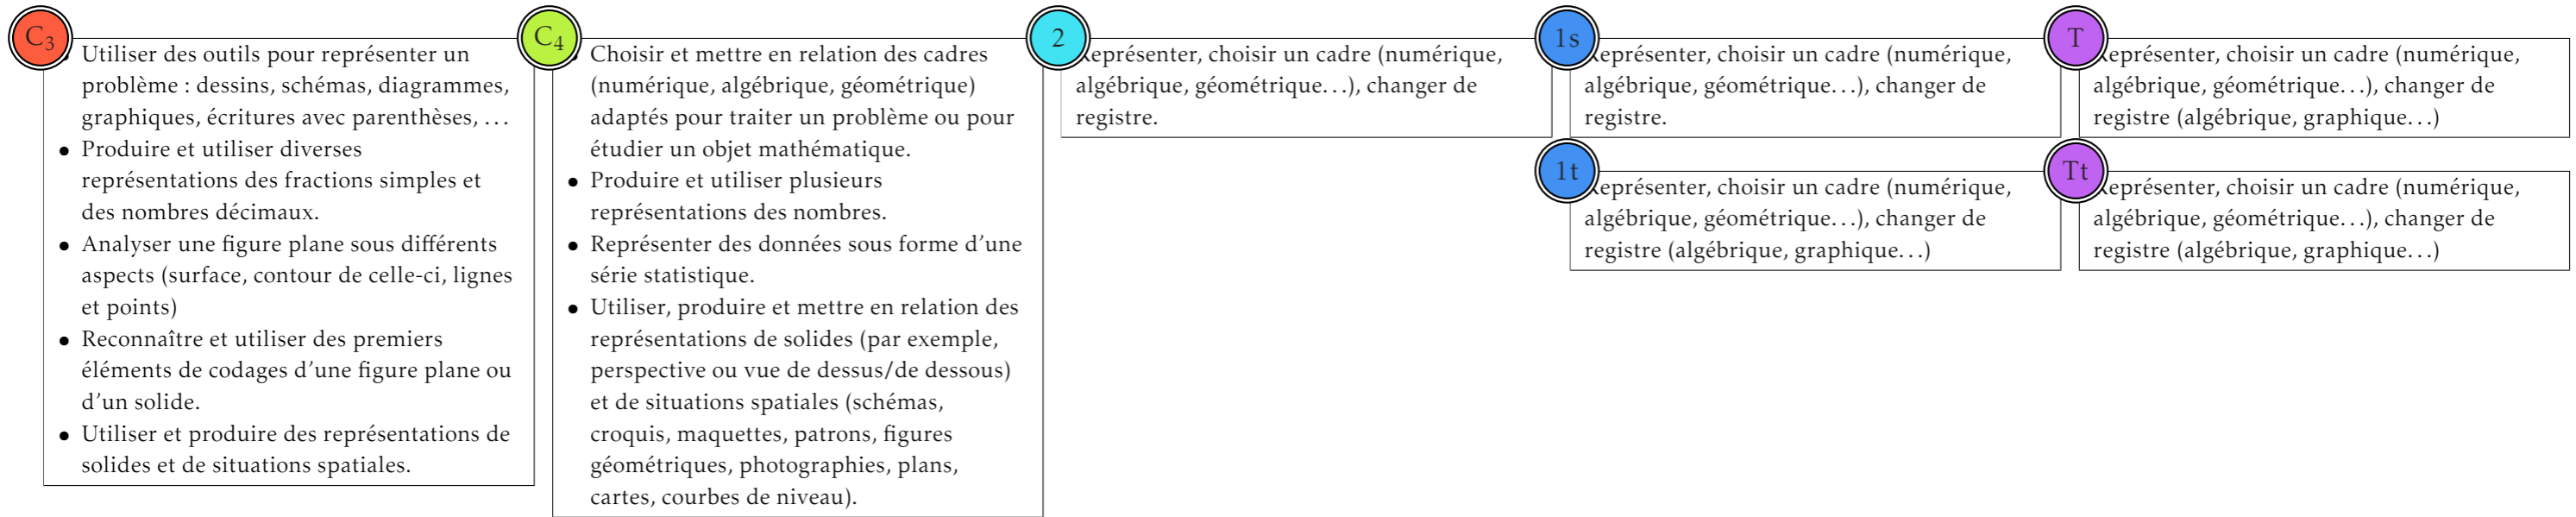 C3
Utiliser des outils pour représenter un
problème : dessins, schémas, diagrammes,
graphiques, écritures avec parenthèses, ...
• Produire et utiliser diverses
représentations des fractions simples et
des nombres décimaux.
• Analyser une figure plane sous différents
aspects (surface, contour de celle-ci, lignes
et points)
• Reconnaître et utiliser des premiers
éléments de codages d'une figure plane ou
d'un solide.
• Utiliser et produire des représentations de
solides et de situations spatiales.
C4
Choisir et mettre en relation des cadres
(numérique, algébrique, géométrique)
adaptés pour traiter un problème ou pour
étudier un objet mathématique.
• Produire et utiliser plusieurs
représentations des nombres.
• Représenter des données sous forme d'une
série statistique.
• Utiliser, produire et mettre en relation des
représentations de solides (par exemple,
perspective ou vue de dessus/de dessous)
et de situations spatiales (schémas,
croquis, maquettes, patrons, figures
géométriques, photographies, plans,
cartes, courbes de niveau).
2
Représenter, choisir un cadre (numérique,
algébrique, géométrique...), changer de
registre.
1s
Représenter, choisir un cadre (numérique,
algébrique, géométrique...), changer de
registre.
1t
Représenter, choisir un cadre (numérique,
algébrique, géométrique...), changer de
registre (algébrique, graphique...)
T
Représenter, choisir un cadre (numérique,
algébrique, géométrique...), changer de
registre (algébrique, graphique...)
Tt
Représenter, choisir un cadre (numérique,
algébrique, géométrique...), changer de
registre (algébrique, graphique...)